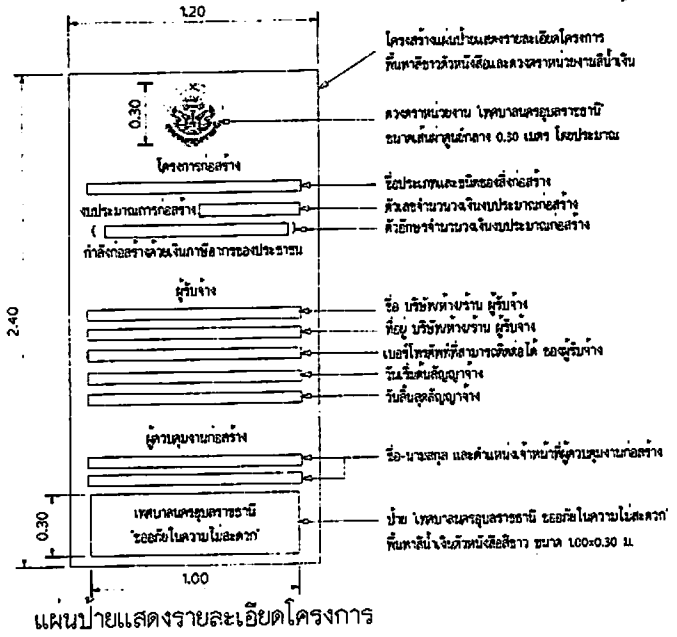 1.20
โครงสร้างแผ่นป้ายแสดงรายละเอียดโครงการ
พื้นทาสีขาวตัวหนังสือและดวงตราหน่วยงานสีน้ำเงิน
0.30
ดวงตราหน่วยงาน "เทศบาลนครอุบลราชธานี"
ขนาดเส้นผ่าศูนย์กลาง 0.30 เมตร โดยประมาณ
โครงการก่อสร้าง
ชื่อประเภทและชนิดของสิ่งก่อสร้าง
งบประมาณการก่อสร้าง
ตัวเลขจำนวนวงเงินงบประมาณก่อสร้าง
( )
ตัวอักษรจำนวนวงเงินงบประมาณก่อสร้าง
กำลังก่อสร้างด้วยเงินภาษีอากรของประชาชน
2.40
ผู้รับจ้าง
ชื่อ บริษัท/ห้าง/ร้าน ผู้รับจ้าง
ที่อยู่ บริษัท/ห้าง/ร้าน ผู้รับจ้าง
เบอร์โทรศัพท์ที่สามารถติดต่อได้ ของผู้รับจ้าง
วันเริ่มต้นสัญญาจ้าง
วันสิ้นสุดสัญญาจ้าง
ผู้ควบคุมงานก่อสร้าง
ชื่อ-นามสกุล และตำแหน่งเจ้าหน้าที่ผู้ควบคุมงานก่อสร้าง
0.30
เทศบาลนครอุบลราชธานี
"ขออภัยในความไม่สะดวก"
ป้าย "เทศบาลนครอุบลราชธานี ขออภัยในความไม่สะดวก"
พื้นทาสีน้ำเงินตัวหนังสือสีขาว ขนาด 1.00x0.30 ม.
1.00
แผ่นป้ายแสดงรายละเอียดโครงการ